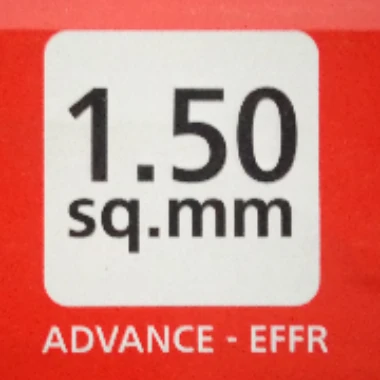 1.50
sq.mm
ADVANCE - EFFR